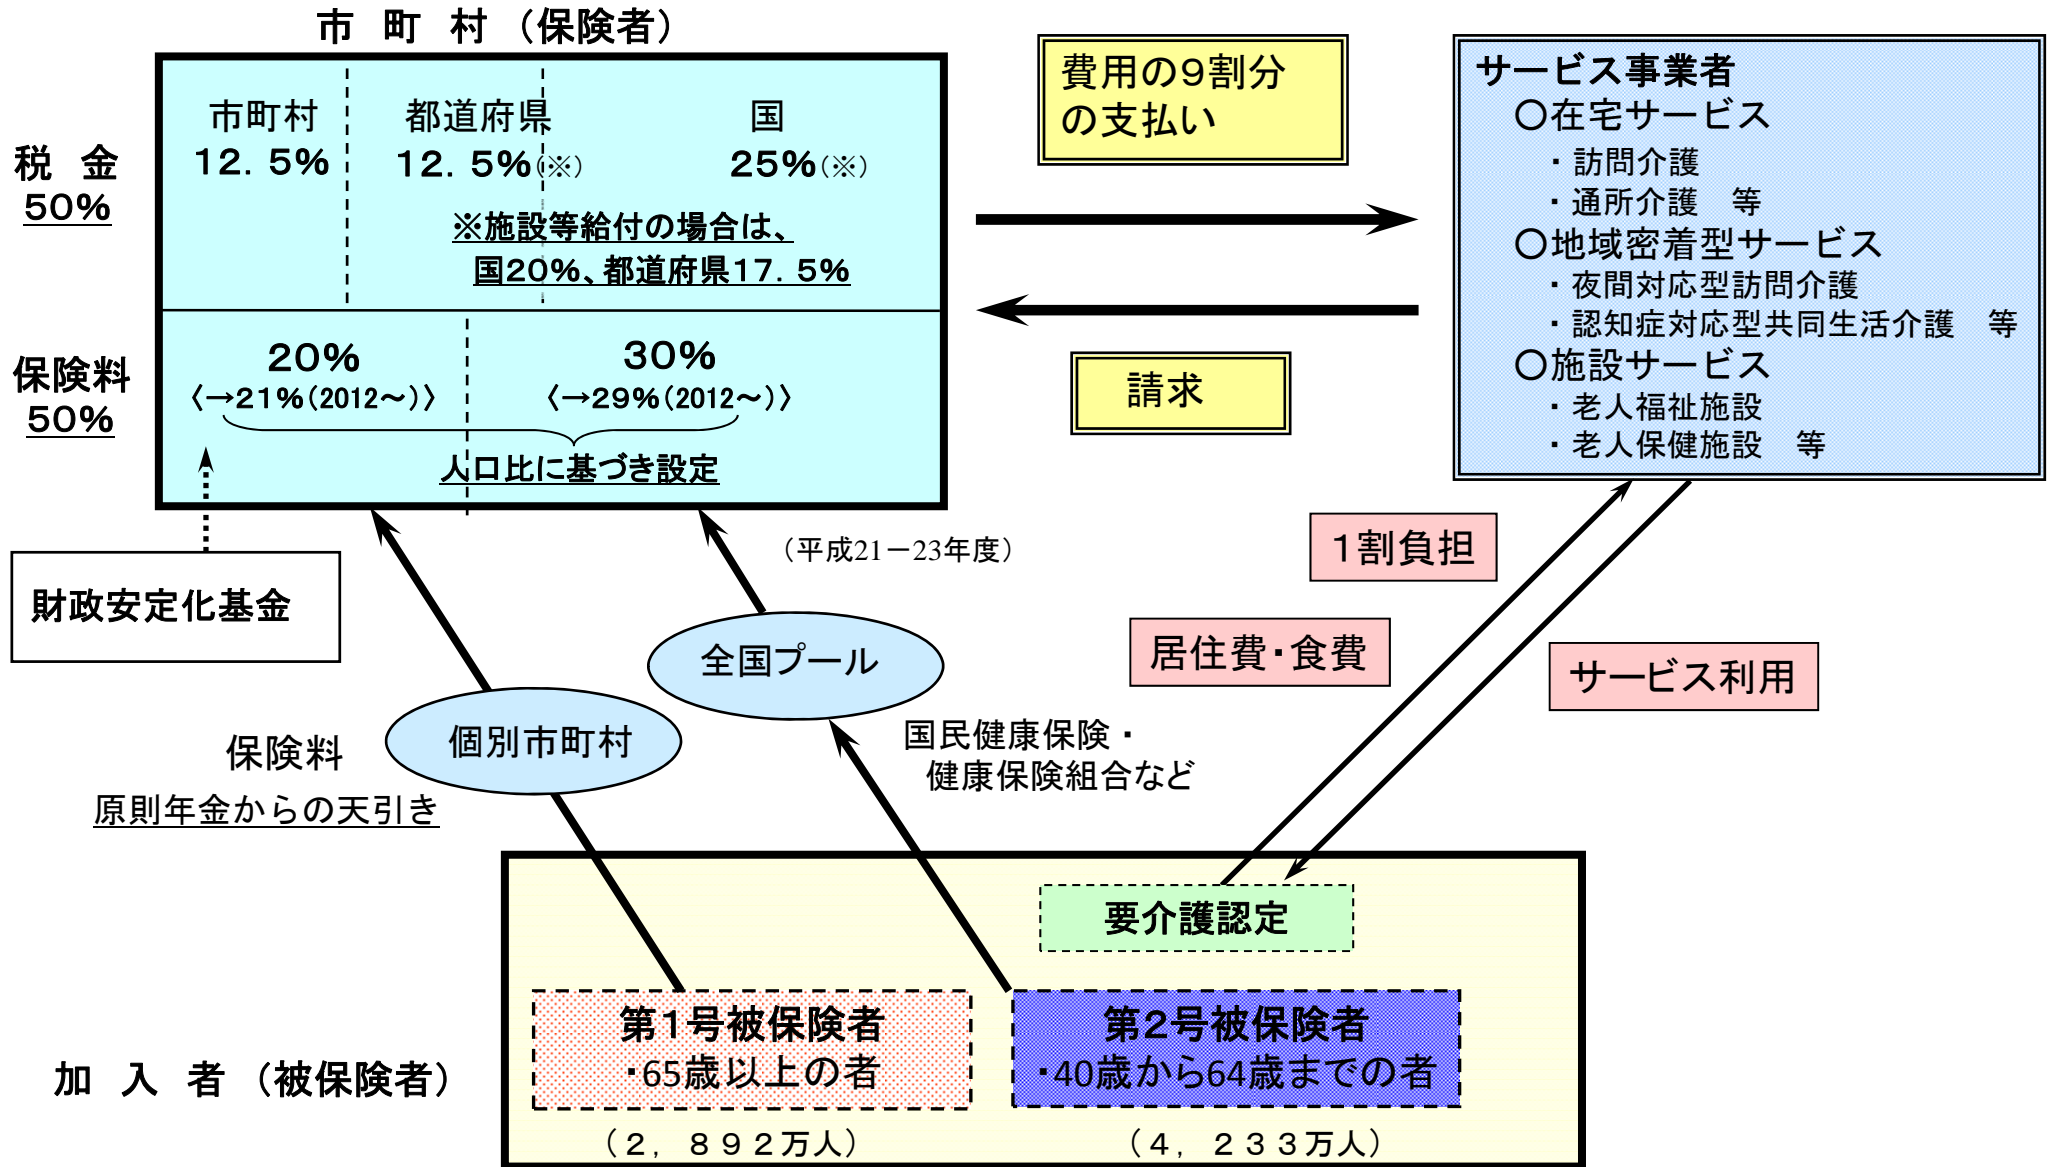 市 町 村 （保険者）
税 金
50％
市町村
12．5％
都道府県
12．5％(※)
国
25％(※)
※施設等給付の場合は、
国20％、都道府県17．5％
保険料
50％
20％
〈→21％(2012～)〉
30％
〈→29％(2012～)〉
人口比に基づき設定
費用の９割分
の支払い
請求
サービス事業者
○在宅サービス
・訪問介護
・通所介護 等
○地域密着型サービス
・夜間対応型訪問介護
・認知症対応型共同生活介護 等
○施設サービス
・老人福祉施設
・老人保健施設 等
財政安定化基金
（平成21－23年度）
全国プール
個別市町村
保険料
原則年金からの天引き
国民健康保険・
健康保険組合など
１割負担
居住費・食費
サービス利用
要介護認定
加 入 者 （被保険者）
第１号被保険者
・65歳以上の者
（２，８９２万人）
第２号被保険者
・40歳から64歳までの者
（４，２３３万人）